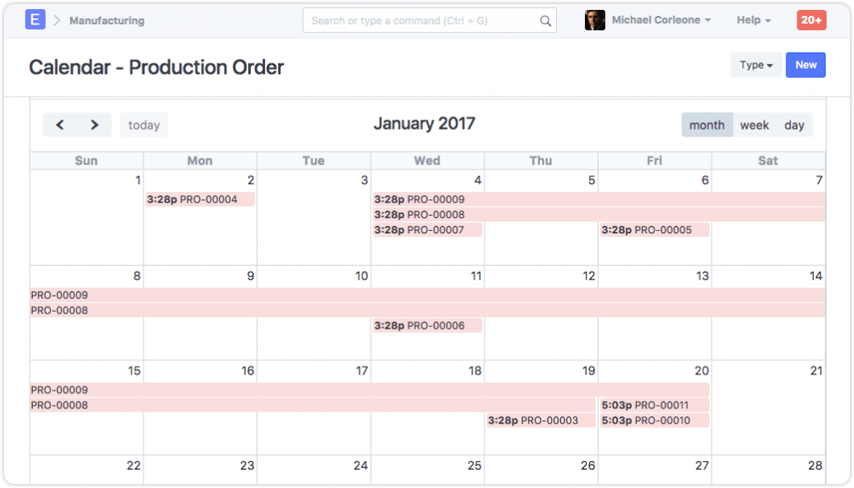 E Manufacturing Search or type a command (Ctrl + G) Michael Corleone Help 20+
Calendar - Production Order Type New
today January 2017 month week day
Sun Mon Tue Wed Thu Fri Sat
1 2 3 4 5 6 7
3:28p PRO-00004 3:28p PRO-00009
3:28p PRO-00008
3:28p PRO-00007 3:28p PRO-00005
8 9 10 11 12 13 14
PRO-00009
PRO-00008
3:28p PRO-00006
15 16 17 18 19 20 21
PRO-00009
PRO-00008 5:03p PRO-00011
3:28p PRO-00003 5:03p PRO-00010
22 23 24 25 26 27 28